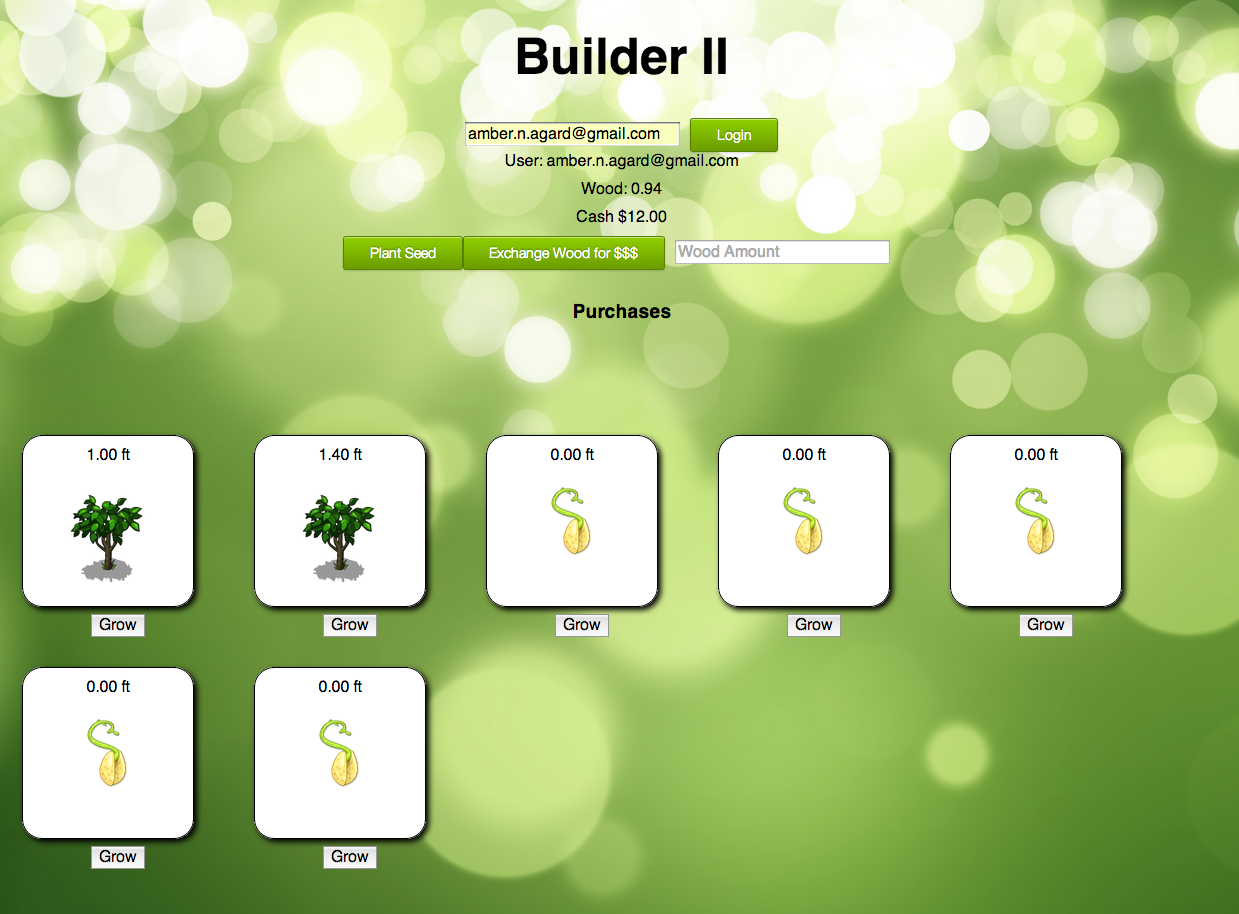 Builder II
amber.n.agard@gmail.com Login
User: amber.n.agard@gmail.com
Wood: 0.94
Cash $12.00
Plant Seed Exchange Wood for $$$ Wood Amount
Purchases
1.00 ft 1.40 ft 0.00 ft 0.00 ft 0.00 ft
Grow Grow Grow Grow Grow
0.00 ft 0.00 ft
Grow Grow